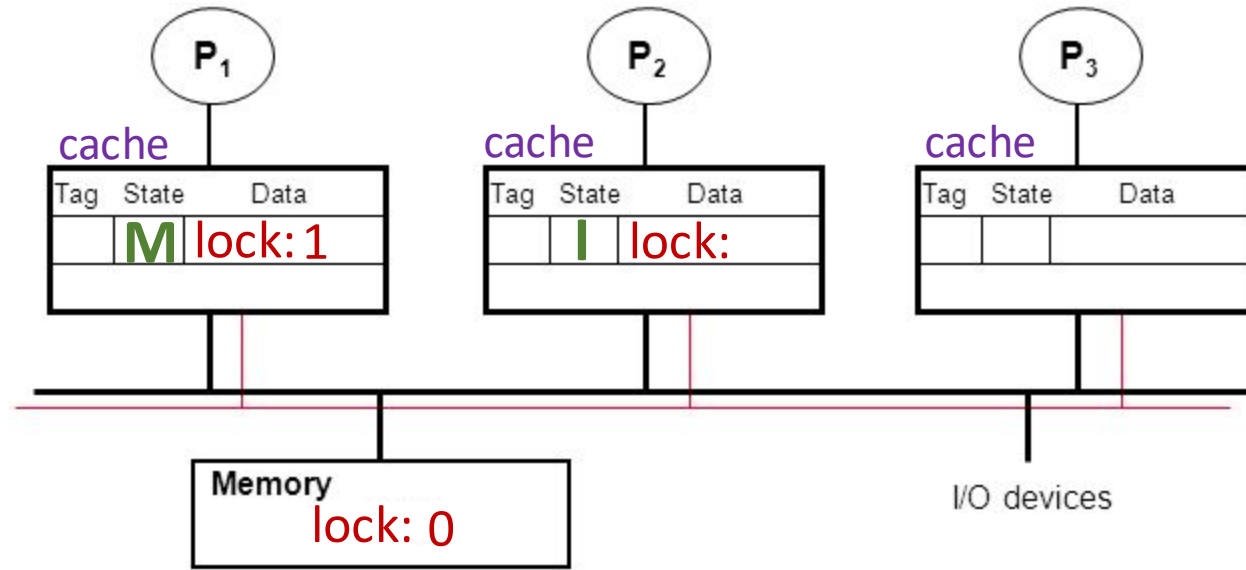 P1 P2 P3
cache cache cache
Tag State Data Tag State Data Tag State Data
M lock: 1 I lock:
Memory
lock: 0
I/O devices